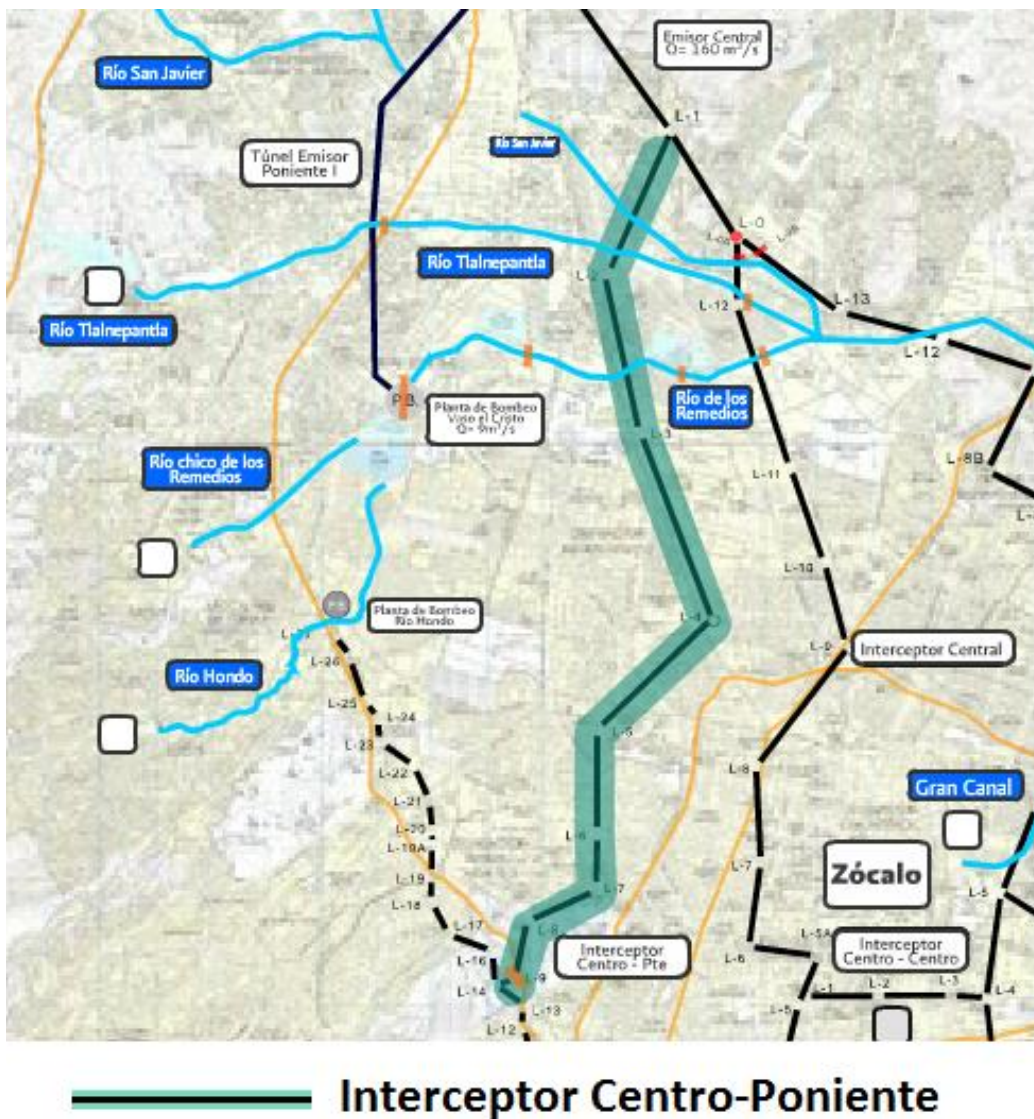 Emisor Central
Q= 160 m³/s
Río San Javier
L-1
Túnel Emisor
Poniente I
Río San Javier
L-0
Río Tlalnepantla
L-13
L-12
Río Tlalnepantla
L-12
P.B.
Planta de Bombeo
Vaso el Cristo
Q= 9m³/s
Río de los
Remedios
L-3
L-8B
Río chico de los
Remedios
L-11
L-10
Planta de Bombeo
Río Hondo
L-4
L-9
Interceptor Central
L-26
Río Hondo
L-25
L-24
L-5
L-23
L-8
L-22
Gran Canal
L-21
L-20
L-6
L-19A
L-7
Zócalo
L-19
L-7
L-5
L-18
L-17
L-8
L-5A
Interceptor
Centro - Pte
L-6
Interceptor
Centro - Centro
L-16
L-9
L-14
L-1
L-2
L-3
L-4
L-13
L-5
L-12
Interceptor Centro-Poniente